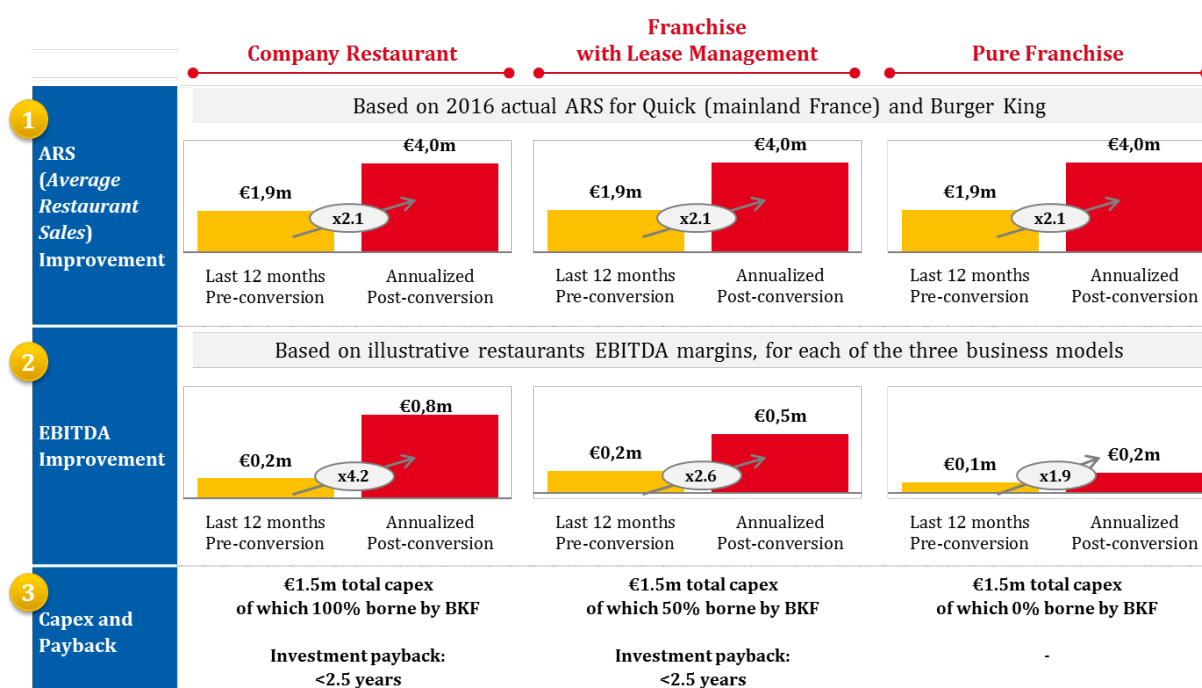 Company Restaurant
Franchise
with Lease Management
Pure Franchise
1
ARS
(Average
Restaurant
Sales)
Improvement
Based on 2016 actual ARS for Quick (mainland France) and Burger King
€1,9m
€4,0m
x2.1
Last 12 months
Pre-conversion
Annualized
Post-conversion
€1,9m
€4,0m
x2.1
Last 12 months
Pre-conversion
Annualized
Post-conversion
€1,9m
€4,0m
x2.1
Last 12 months
Pre-conversion
Annualized
Post-conversion
2
EBITDA
Improvement
Based on illustrative restaurants EBITDA margins, for each of the three business models
€0,2m
€0,8m
x4.2
Last 12 months
Pre-conversion
Annualized
Post-conversion
€0,2m
€0,5m
x2.6
Last 12 months
Pre-conversion
Annualized
Post-conversion
€0,1m
€0,2m
x1.9
Last 12 months
Pre-conversion
Annualized
Post-conversion
3
Capex and
Payback
€1.5m total capex
of which 100% borne by BKF
Investment payback:
<2.5 years
€1.5m total capex
of which 50% borne by BKF
Investment payback:
<2.5 years
€1.5m total capex
of which 0% borne by BKF
-